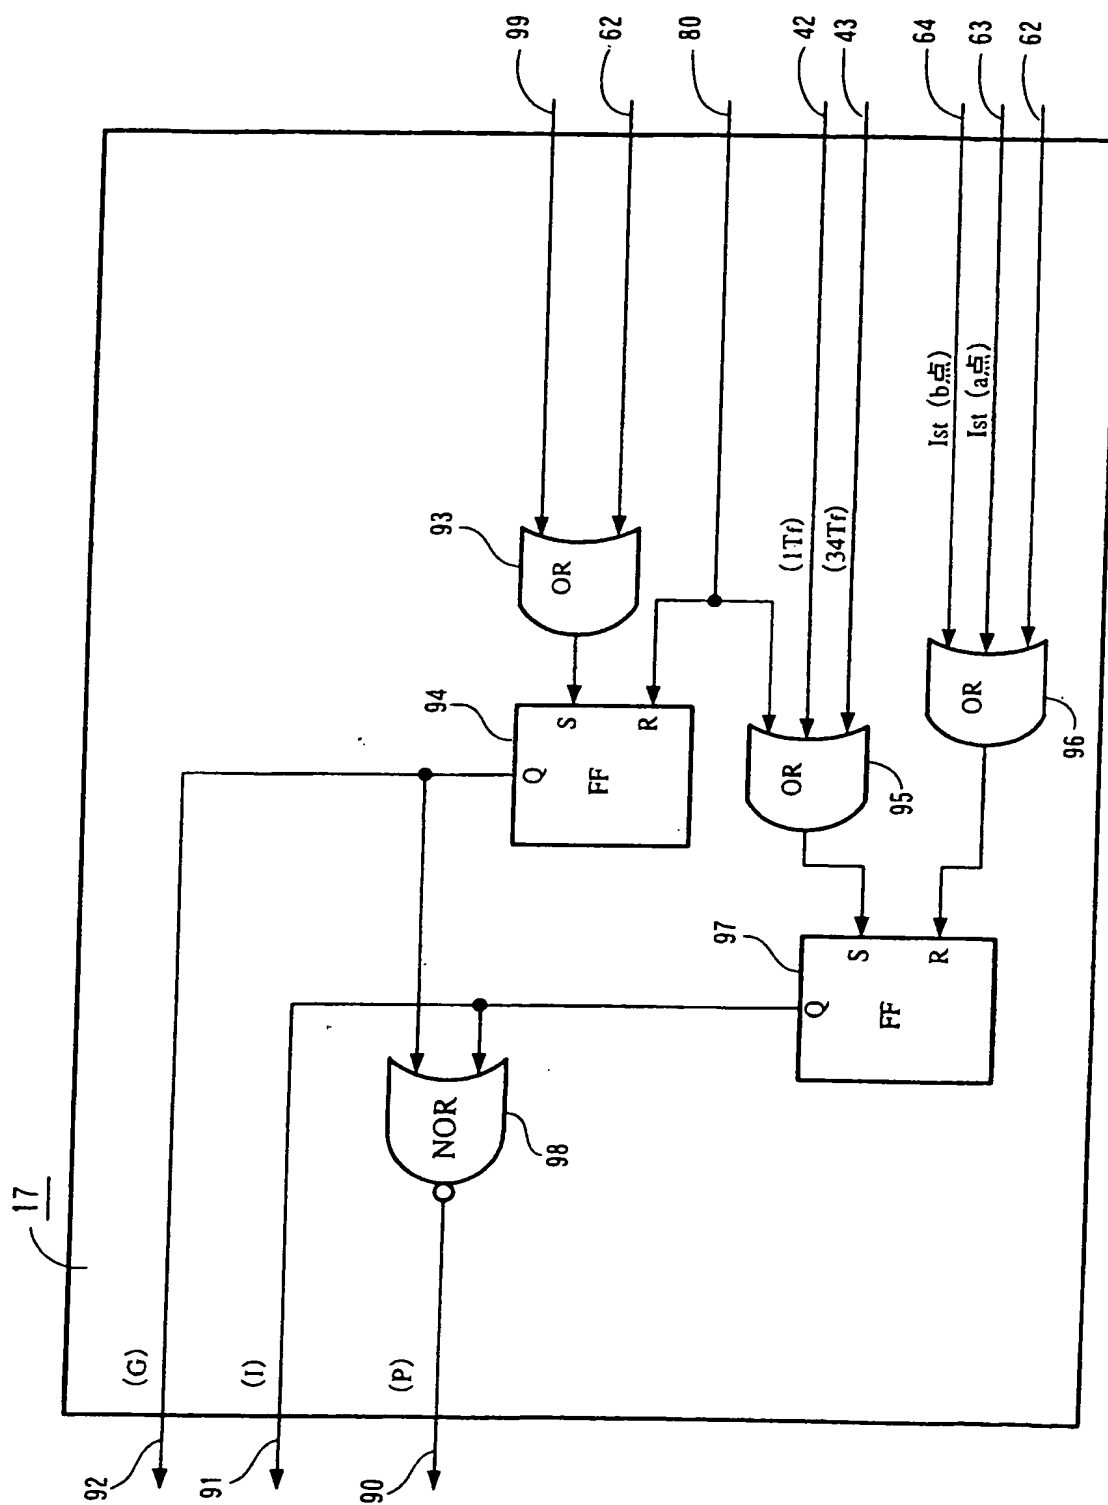 17
99
62
80
42
43
64
63
62
93
OR
94
S
R
Q
FF
(1Tf)
(34Tf)
OR
95
Ist (b点)
Ist (a点)
OR
96
97
S
R
Q
FF
NOR
98
(G)
92
(I)
91
(P)
90